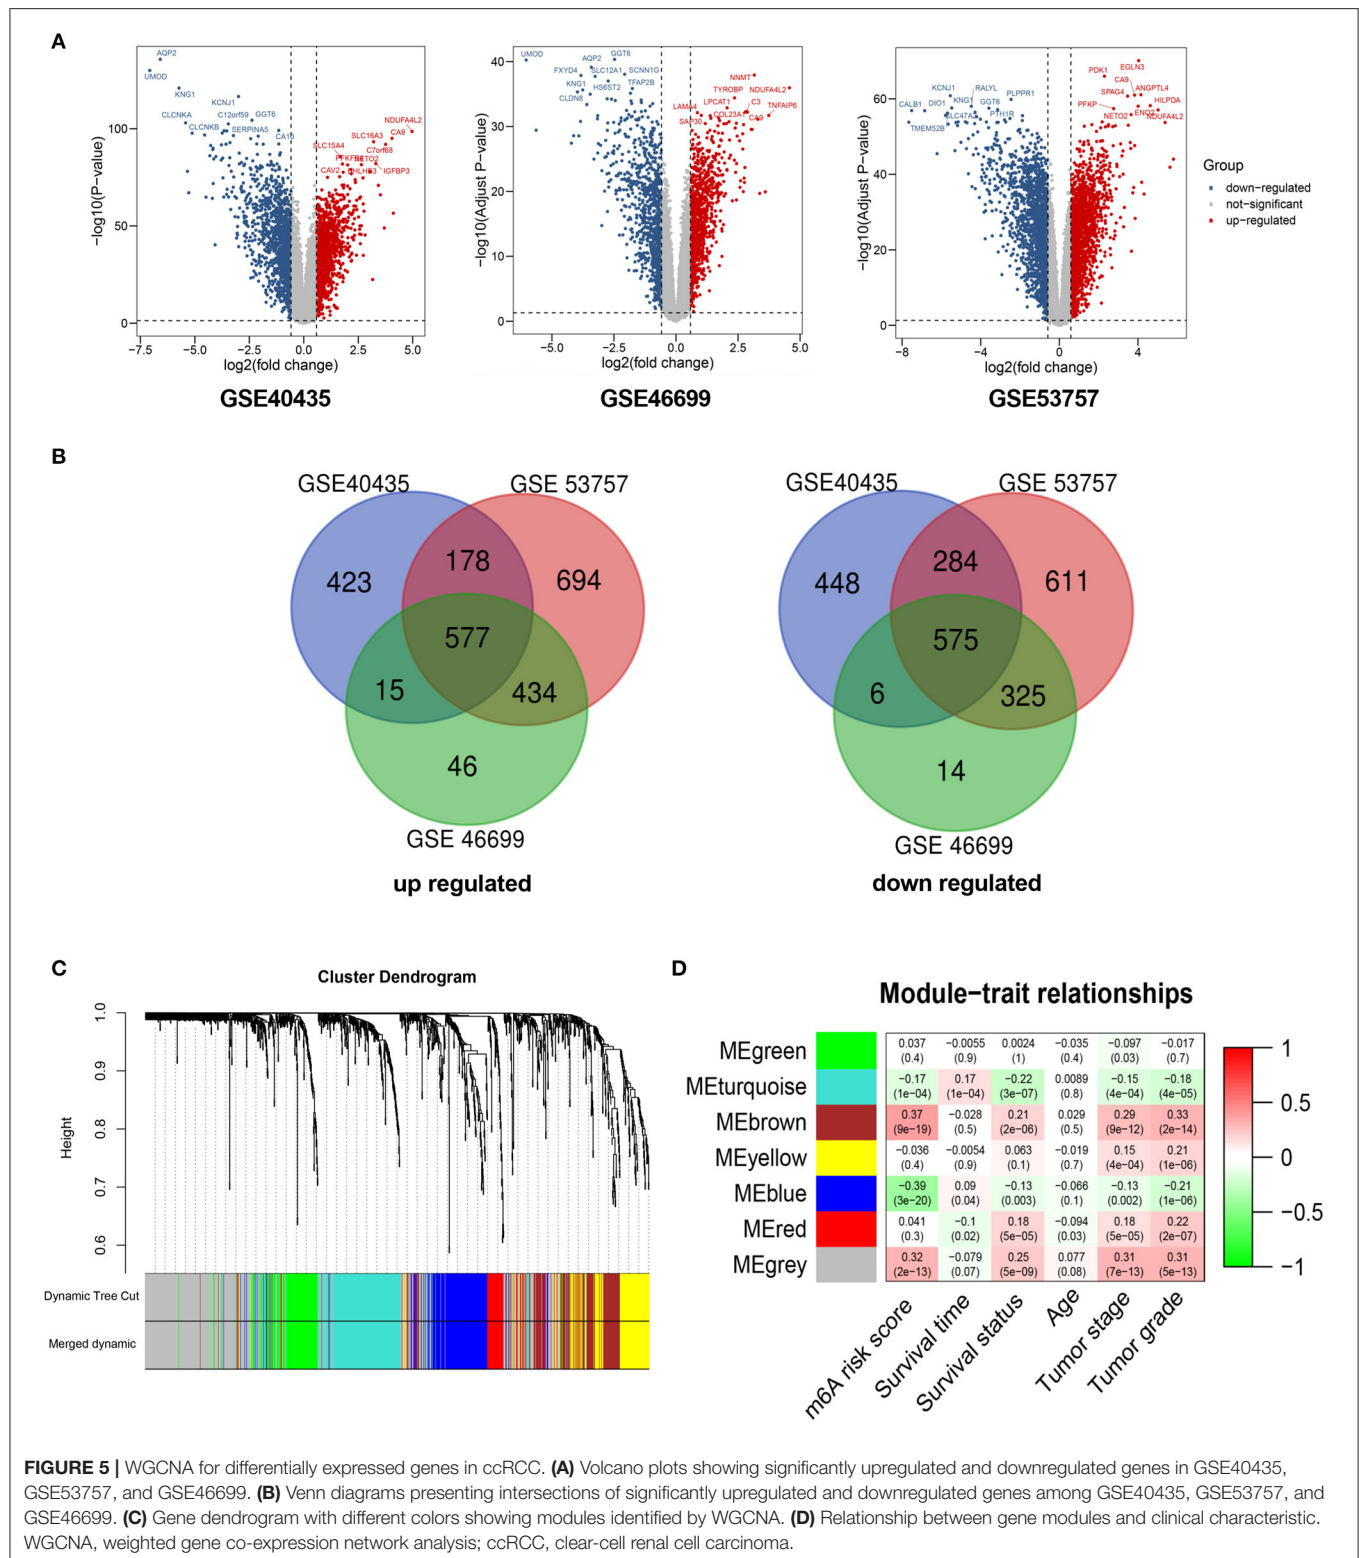 A
AQP2
UMOD
KNG1
KCNJ1
CLCNKA
C12orf59
GGT6
CLCNKB
SERPINA5
CA10
NDUFA4L2
SLC16A3
CA9
C7orf68
SLC15A4
NETO2
CAV2
BHLHB3
IGFBP3
−log10(P−value)
100
50
0
−7.5 −5.0 −2.5 0.0 2.5 5.0
log2(fold change)
GSE40435
UMOD
AQP2
GGT6
FXYD4
SLC12A1
SCNN1G
KNG1
HS6ST2
TFAP2B
CLDN8
NNMT
TYROBP
NDUFA4L2
LPCAT1
C3
LAMA4
COL23A1
TNFAIP6
SAP30
CA9
−log10(Adjust P−value)
40
30
20
10
0
−5.0 −2.5 0.0 2.5 5.0
log2(fold change)
GSE46699
KCNJ1
RALYL
PLPPR1
CALB1
DIO1
KNG1
GGT6
SLC47A2
PTH1R
TMEM52B
EGLN3
PDK1
CA9
SPAG4
ANGPTL4
PFKP
HILPDA
NETO2
ENO2
NDUFA4L2
−log10(Adjust P−value)
60
40
20
0
−8 −4 0 4
log2(fold change)
GSE53757
Group
down−regulated
not−significant
up−regulated
B
GSE40435
GSE 53757
423
178
694
577
15
434
46
GSE 46699
up regulated
GSE40435
GSE 53757
448
284
611
575
6
325
14
GSE 46699
down regulated
C
Cluster Dendrogram
Height
1.0
0.9
0.8
0.7
0.6
Dynamic Tree Cut
Merged dynamic
D
Module−trait relationships
MEgreen
0.037 −0.0055 0.0024 −0.035 −0.097 −0.017
(0.4) (0.9) (1) (0.4) (0.03) (0.7)
MEturquoise
−0.17 0.17 −0.22 0.0089 −0.15 −0.18
(1e−04) (1e−04) (3e−07) (0.8) (4e−04) (4e−05)
MEbrown
0.37 −0.028 0.21 0.029 0.29 0.33
(9e−19) (0.5) (2e−06) (0.5) (9e−12) (2e−14)
MEyellow
−0.036 −0.0054 0.063 −0.019 0.15 0.21
(0.4) (0.9) (0.1) (0.7) (4e−04) (1e−06)
MEblue
−0.39 0.09 −0.13 −0.066 −0.13 −0.21
(3e−20) (0.04) (0.003) (0.1) (0.002) (1e−06)
MEred
0.041 −0.1 0.18 −0.094 0.18 0.22
(0.3) (0.02) (5e−05) (0.03) (5e−05) (2e−07)
MEgrey
0.32 −0.079 0.25 0.077 0.31 0.31
(2e−13) (0.07) (5e−09) (0.08) (7e−13) (5e−13)
m6A risk score
Survival time
Survival status
Age
Tumor stage
Tumor grade
1
0.5
0
−0.5
−1
FIGURE 5 | WGCNA for differentially expressed genes in ccRCC. (A) Volcano plots showing significantly upregulated and downregulated genes in GSE40435,
GSE53757, and GSE46699. (B) Venn diagrams presenting intersections of significantly upregulated and downregulated genes among GSE40435, GSE53757, and
GSE46699. (C) Gene dendrogram with different colors showing modules identified by WGCNA. (D) Relationship between gene modules and clinical characteristic.
WGCNA, weighted gene co-expression network analysis; ccRCC, clear-cell renal cell carcinoma.